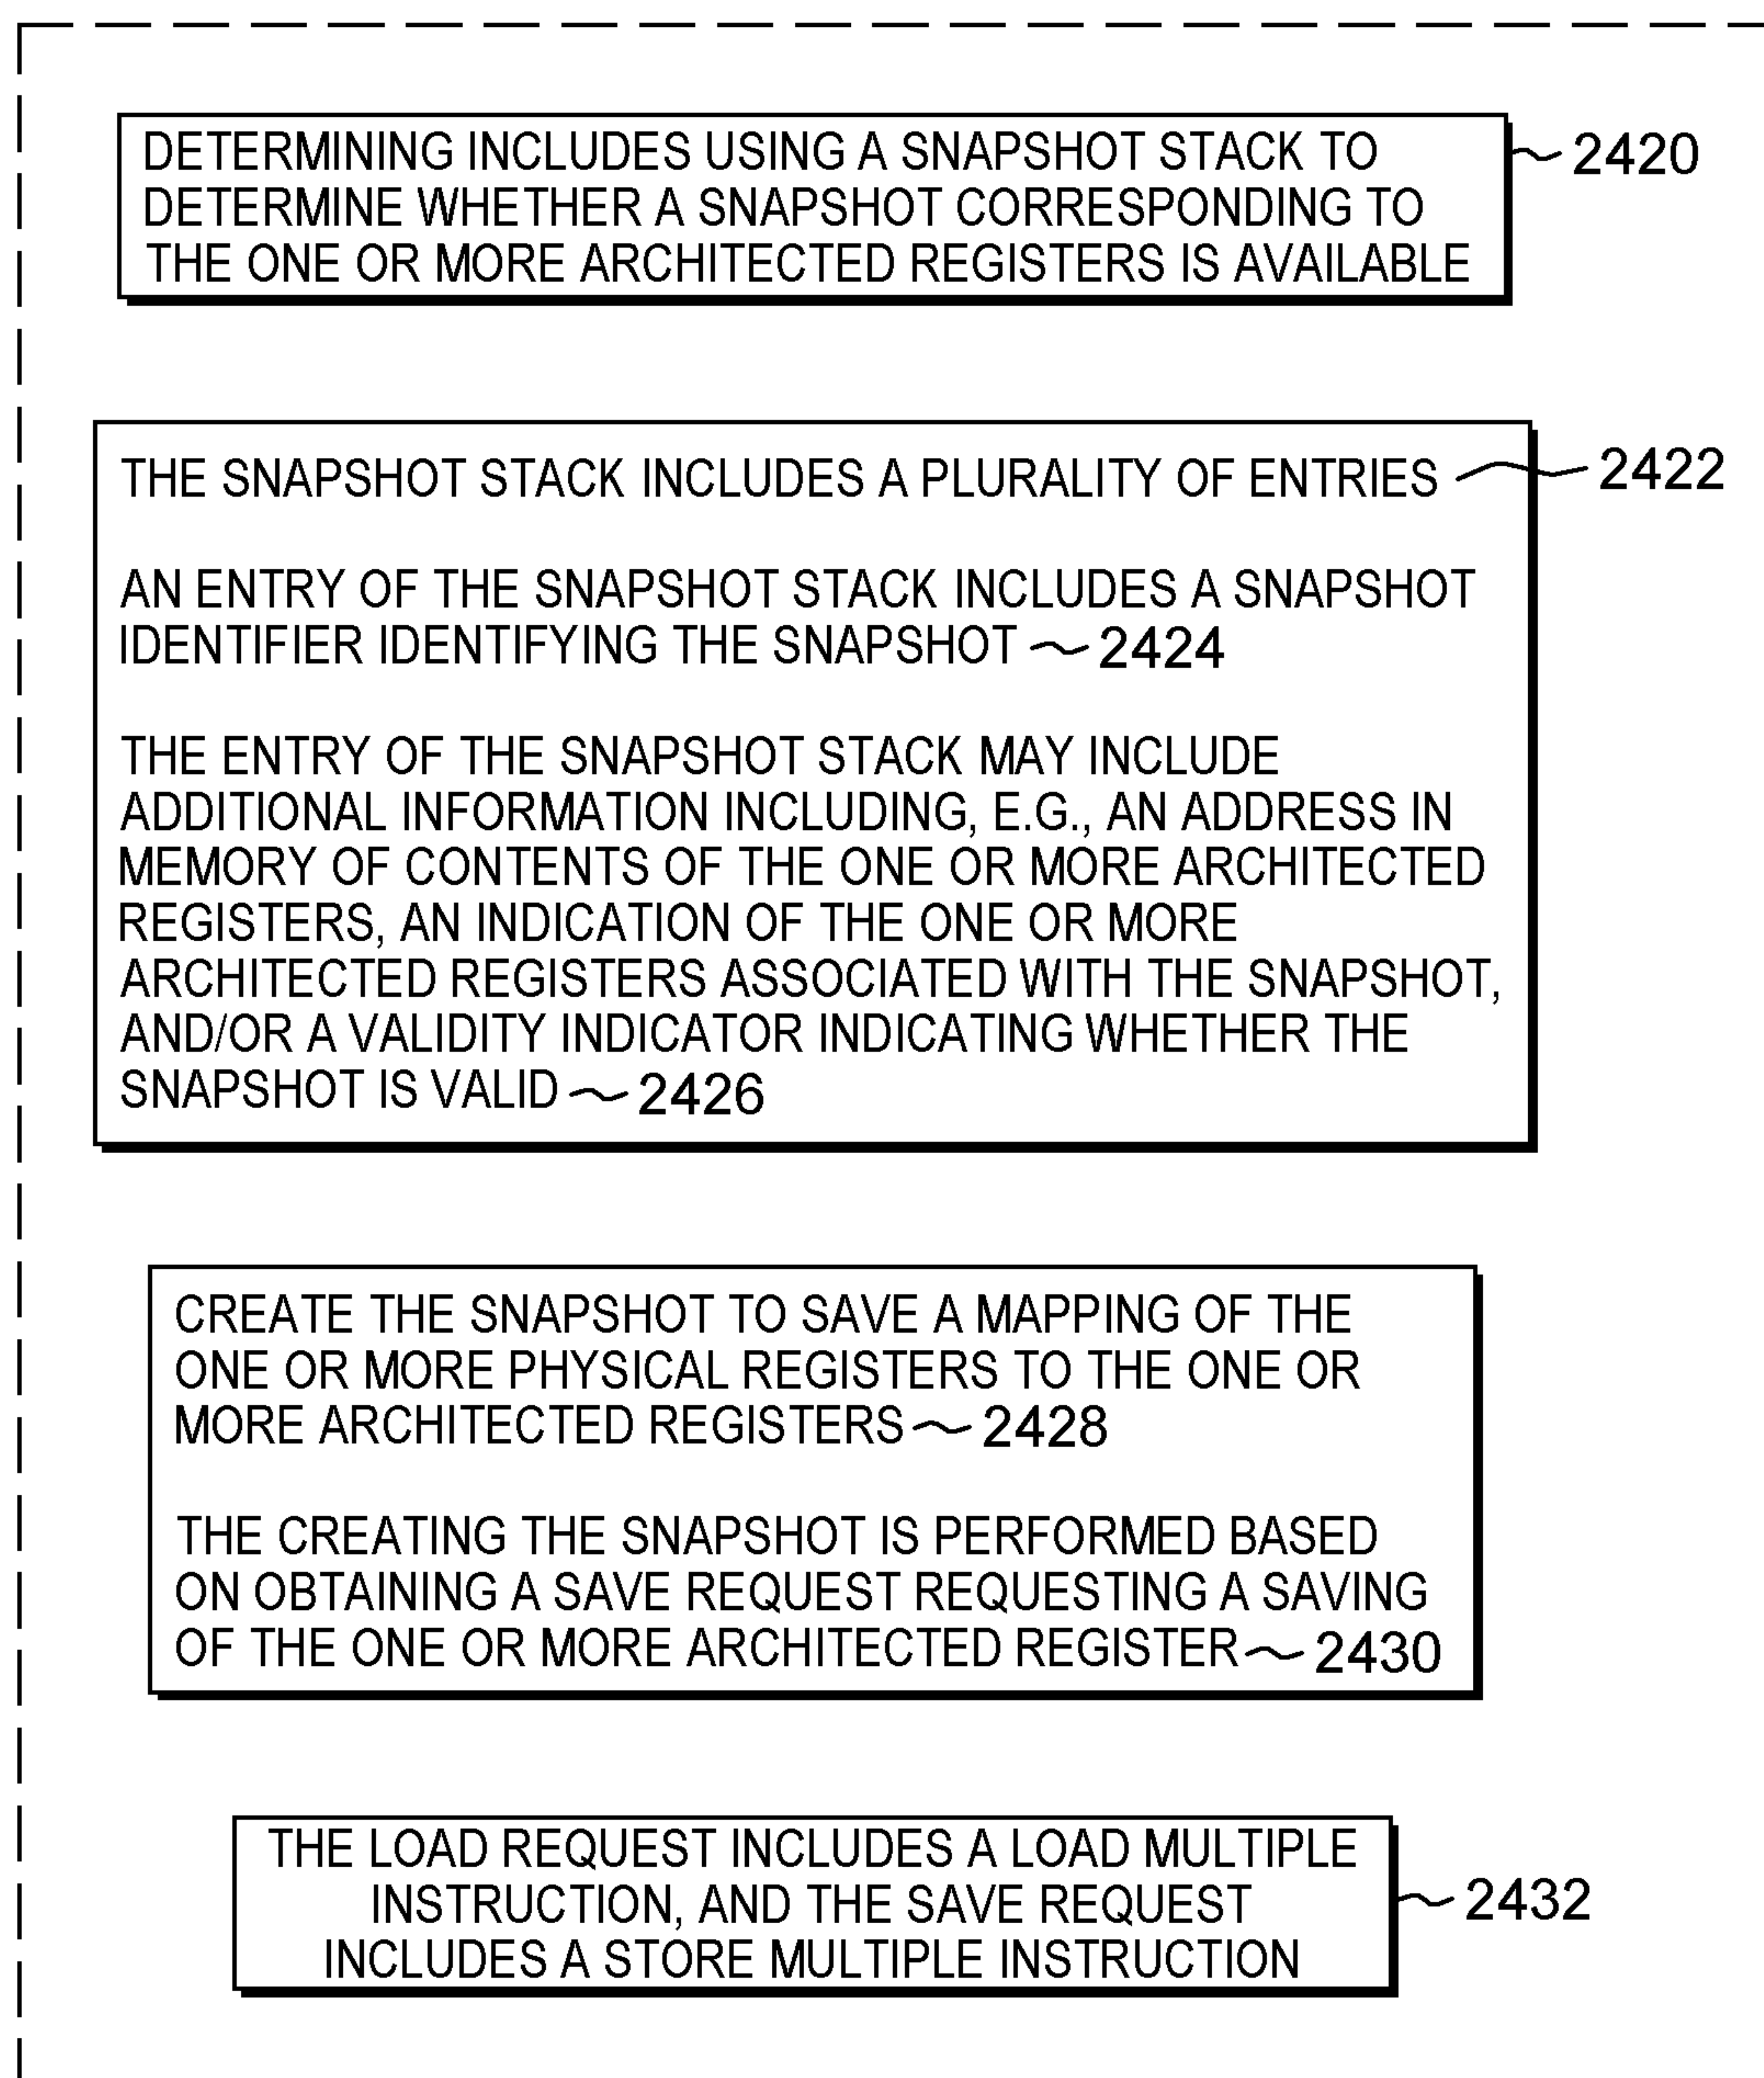 DETERMINING INCLUDES USING A SNAPSHOT STACK TO 2420
DETERMINE WHETHER A SNAPSHOT CORRESPONDING TO
THE ONE OR MORE ARCHITECTED REGISTERS IS AVAILABLE
THE SNAPSHOT STACK INCLUDES A PLURALITY OF ENTRIES 2422
AN ENTRY OF THE SNAPSHOT STACK INCLUDES A SNAPSHOT
IDENTIFIER IDENTIFYING THE SNAPSHOT 2424
THE ENTRY OF THE SNAPSHOT STACK MAY INCLUDE
ADDITIONAL INFORMATION INCLUDING, E.G., AN ADDRESS IN
MEMORY OF CONTENTS OF THE ONE OR MORE ARCHITECTED
REGISTERS, AN INDICATION OF THE ONE OR MORE
ARCHITECTED REGISTERS ASSOCIATED WITH THE SNAPSHOT,
AND/OR A VALIDITY INDICATOR INDICATING WHETHER THE
SNAPSHOT IS VALID 2426
CREATE THE SNAPSHOT TO SAVE A MAPPING OF THE
ONE OR MORE PHYSICAL REGISTERS TO THE ONE OR
MORE ARCHITECTED REGISTERS 2428
THE CREATING THE SNAPSHOT IS PERFORMED BASED
ON OBTAINING A SAVE REQUEST REQUESTING A SAVING
OF THE ONE OR MORE ARCHITECTED REGISTER 2430
THE LOAD REQUEST INCLUDES A LOAD MULTIPLE
INSTRUCTION, AND THE SAVE REQUEST 2432
INCLUDES A STORE MULTIPLE INSTRUCTION